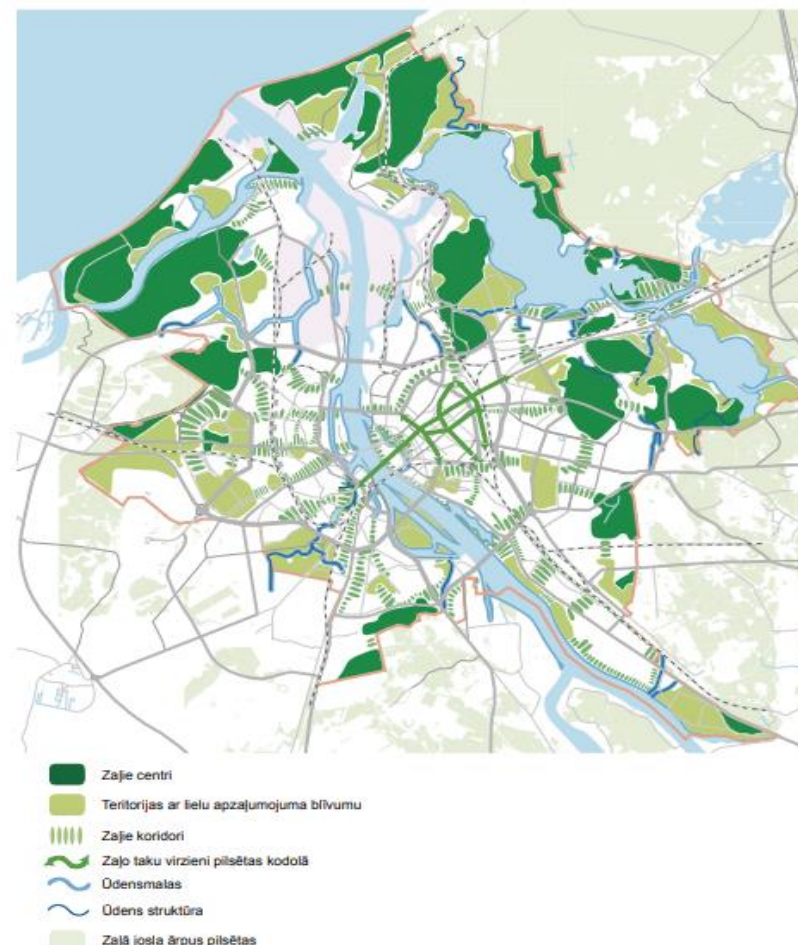 Zaļie centri
Teritorijas ar lielu apzaļumojuma blīvumu
Zaļie koridori
Zaļo taku virzieni pilsētas kodolā
Ūdensmalas
Ūdens struktūra
Zaļā josla ārpus pilsētas